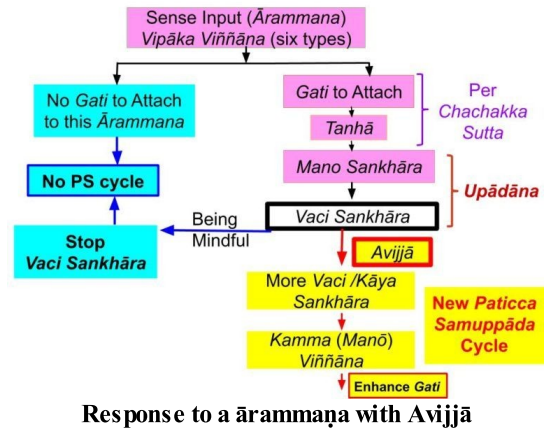 Sense Input (Ārammana)
Vipāka Viññāna (six types)
No Gati to Attach
to this Ārammana
Gati to Attach
Per
Chachakka
Sutta
Tanhā
No PS cycle
Mano Sankhāra
Upādāna
Vaci Sankhāra
Being
Mindful
Stop
Vaci Sankhāra
Avijjā
More Vaci /Kāya
Sankhāra
New Paticca
Samuppāda
Cycle
Kamma (Manō)
Viññāna
Enhance Gati
Response to a ārammaṇa with Avijjā